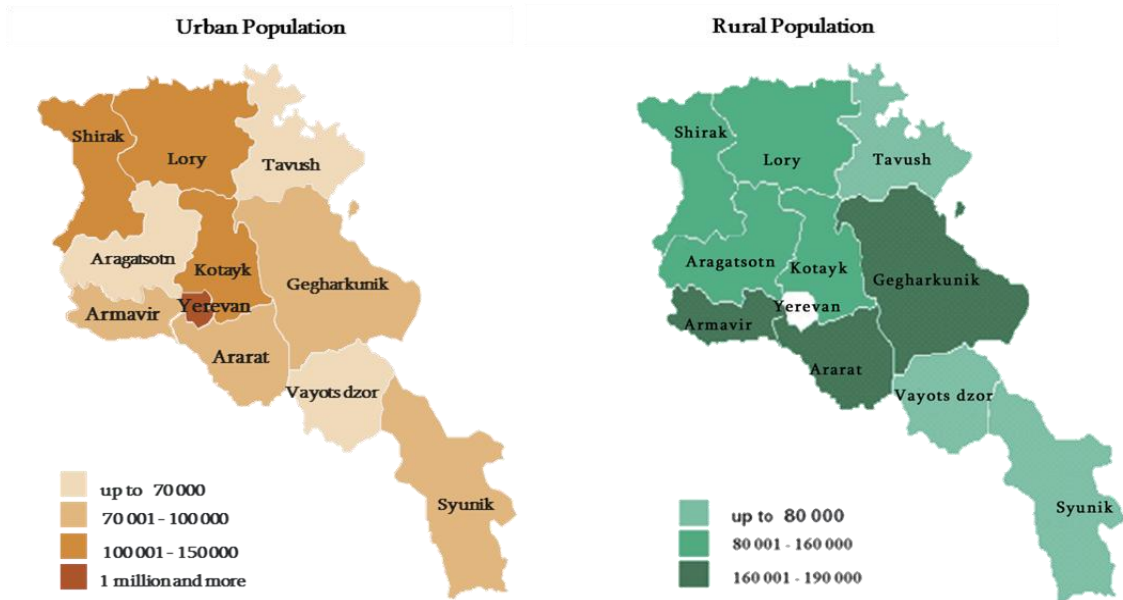 Urban Population
Shirak
Lory
Tavush
Aragatsotn
Kotayk
Gegharkunik
Yerevan
Armavir
Ararat
Vayots dzor
Syunik
up to 70 000
70 001 - 100 000
100 001 - 150 000
1 million and more
Rural Population
Shirak
Lory
Tavush
Aragatsotn
Kotayk
Gegharkunik
Yerevan
Armavir
Ararat
Vayots dzor
Syunik
up to 80 000
80 001 - 160 000
160 001 - 190 000